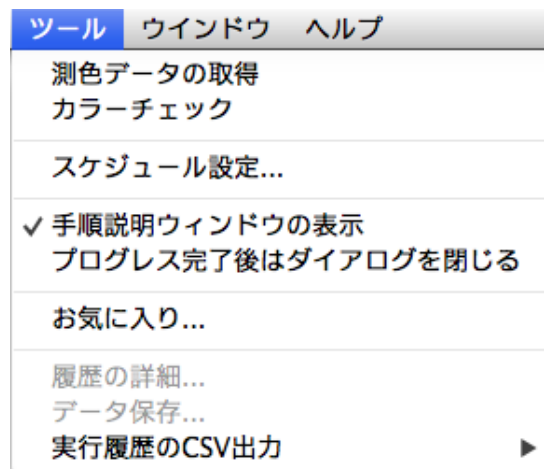 ツール ウインドウ ヘルプ
測色データの取得
カラーチェック
スケジュール設定...
✓ 手順説明ウィンドウの表示
プログレス完了後はダイアログを閉じる
お気に入り...
履歴の詳細...
データ保存...
実行履歴のCSV出力 ▶